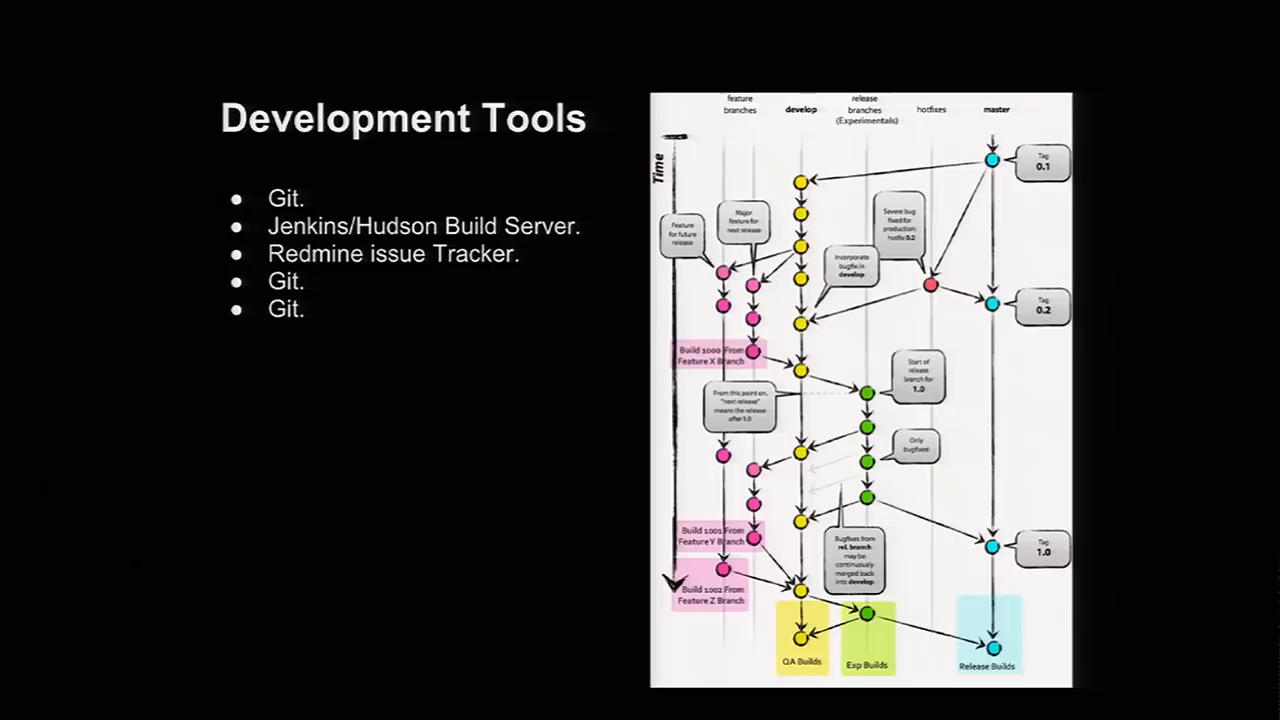 Development Tools
● Git.
● Jenkins/Hudson Build Server.
● Redmine issue Tracker.
● Git.
● Git.
feature
branches
develop
release
branches
(Experimentals)
hotfixes
master
Time
Tag
0.1
Major
feature for
next release
Feature
for future
release
Severe bug
fixed for
production:
hotfix 0.2
Incorporate
bugfix in
develop
Tag
0.2
Build 1000 From
Feature X Branch
Start of
release
branch for
1.0
From this point on,
"next release"
means the release
after 1.0
Only
bugfixes!
Build 1001 From
Feature Y Branch
Bugfixes from
rel. branch
may be
continuously
merged back
into develop
Tag
1.0
Build 1002 From
Feature Z Branch
QA Builds
Exp Builds
Release Builds